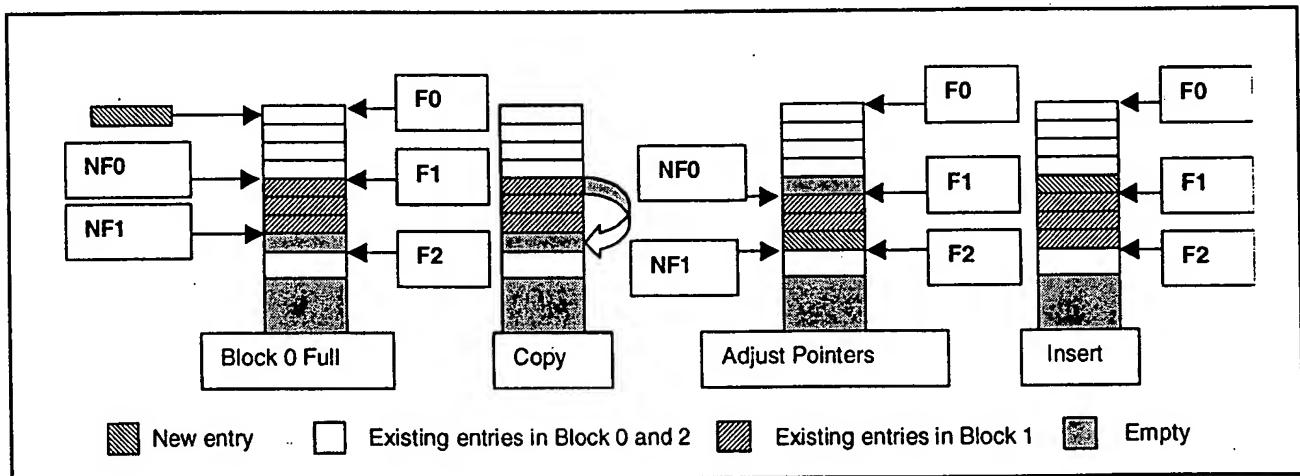 F0
NF0
F1
NF1
F2
Block 0 Full
Copy
F0
NF0
F1
NF1
F2
Adjust Pointers
F0
F1
F2
Insert
New entry
Existing entries in Block 0 and 2
Existing entries in Block 1
Empty